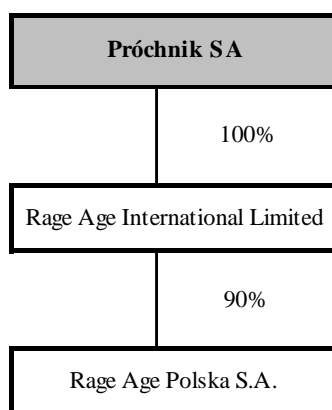 Próchnik SA
100%
Rage Age International Limited
90%
Rage Age Polska S.A.